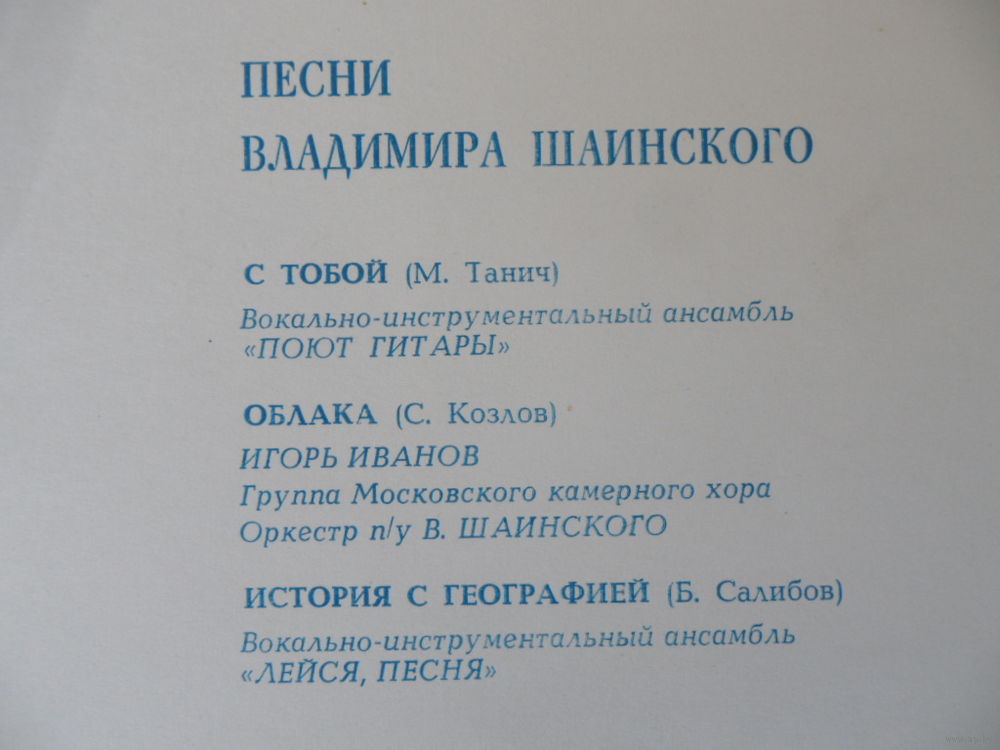 ПЕСНИ
ВЛАДИМИРА ШАИНСКОГО
С ТОБОЙ (М. Танич)
Вокально-инструментальный ансамбль
«ПОЮТ ГИТАРЫ»
ОБЛАКА (С. Козлов)
ИГОРЬ ИВАНОВ
Группа Московского камерного хора
Оркестр п/у В. ШАИНСКОГО
ИСТОРИЯ С ГЕОГРАФИЕЙ (Б. Салибов)
Вокально-инструментальный ансамбль
«ЛЕЙСЯ, ПЕСНЯ»